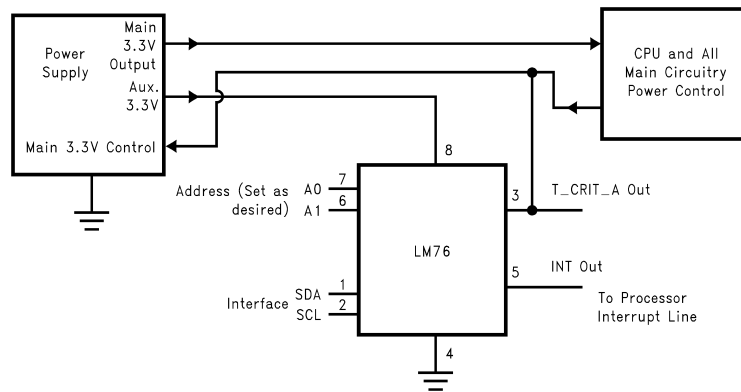 Main
3.3V
Output
Power
Supply
Aux.
3.3V
Main 3.3V Control
CPU and All
Main Circuitry
Power Control
8
Address (Set as
desired)
A0
7
A1
6
3
T_CRIT_A Out
LM76
5
INT Out
To Processor
Interrupt Line
Interface
SDA
1
SCL
2
4